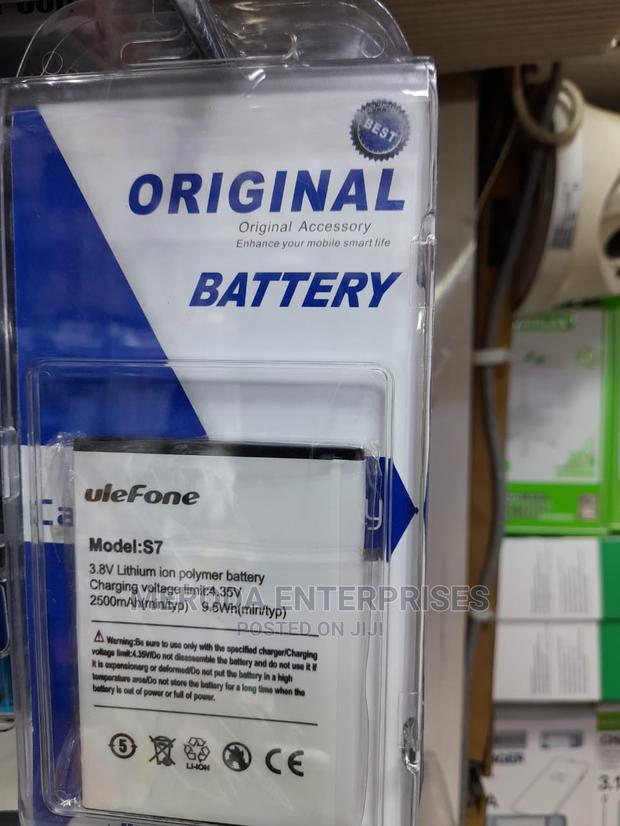 BEST
ORIGINAL
Original Accessory
Enhance your mobile smart life
BATTERY
uleFone
Model:S7
3.8V Lithium ion polymer battery
Charging voltage limit:4.35V
2500mAh(min/typ) 9.5Wh(min/typ)
MERUKA ENTERPRISES
POSTED ON JIJI
Warning:Be sure to use only with the specified charger/Charging
voltage limit:4.35V/Do not disassemble the battery and do not use it if
it is expensionarg or deformed/Do not put the battery in a high
temperature area/Do not store the battery for a long time when the
battery is out of power or full of power.
5
LI-ION
CE
3.1